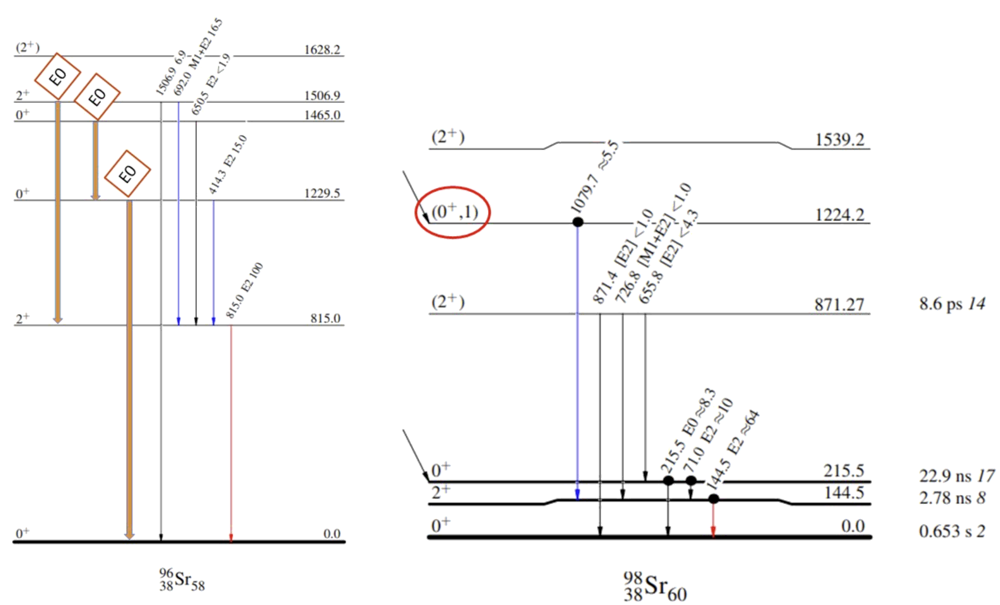 (2⁺) 1628.2
E0
1506.9 6.9
692.0 M1+E2 16.5
650.5 E2 <1.9
2⁺ 1506.9
E0
0⁺ 1465.0
E0
414.3 E2 15.0
0⁺ 1229.5
815.0 E2 100
2⁺ 815.0
0⁺ 0.0
⁹⁶₃₈Sr₅₈
(2⁺) 1539.2
1079.7 ≈5.5
(0⁺,1) 1224.2
871.4 [E2] <1.0
726.8 [M1+E2] <1.0
655.8 [E2] <4.3
(2⁺) 871.27 8.6 ps 14
215.5 E0 ≈8.3
71.0 E2 ≈10
144.5 E2 ≈64
0⁺ 215.5 22.9 ns 17
2⁺ 144.5 2.78 ns 8
0⁺ 0.0 0.653 s 2
⁹⁸₃₈Sr₆₀